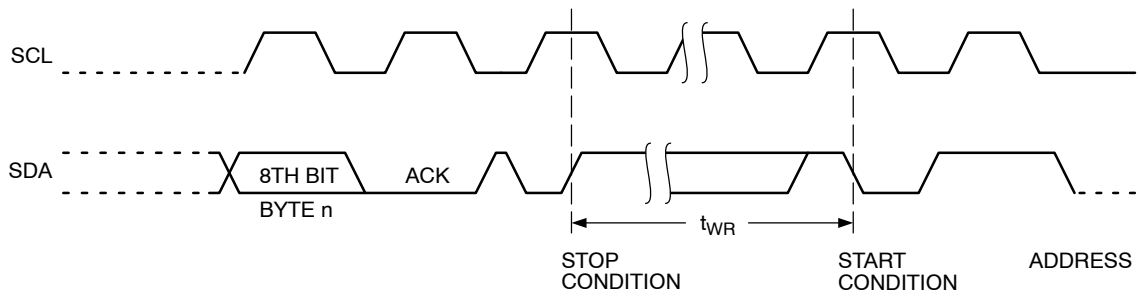 SCL
SDA
8TH BIT
ACK
BYTE n
tWR
STOP
CONDITION
START
CONDITION
ADDRESS